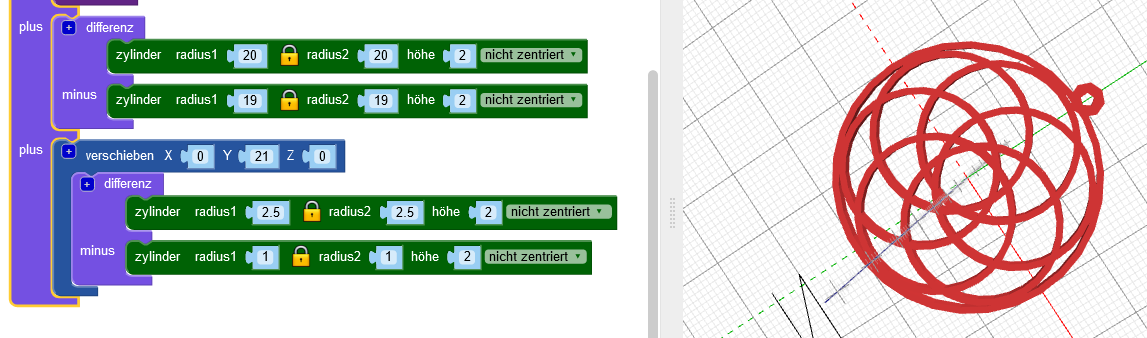 plus + differenz
zylinder radius1 20 radius2 20 höhe 2 nicht zentriert
minus zylinder radius1 19 radius2 19 höhe 2 nicht zentriert
plus + verschieben X 0 Y 21 Z 0
+ differenz
zylinder radius1 2.5 radius2 2.5 höhe 2 nicht zentriert
minus zylinder radius1 1 radius2 1 höhe 2 nicht zentriert